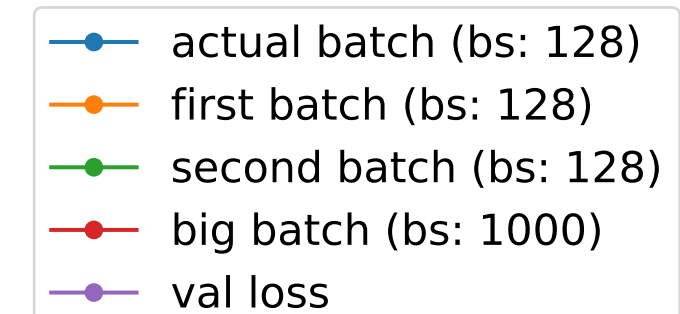 actual batch (bs: 128)
first batch (bs: 128)
second batch (bs: 128)
big batch (bs: 1000)
val loss